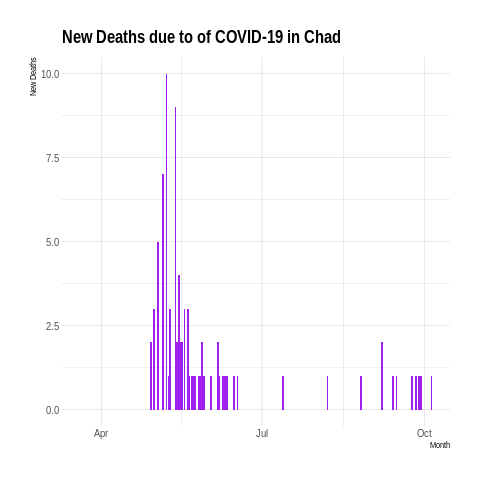 New Deaths due to of COVID-19 in Chad
New Deaths
10.0
7.5
5.0
2.5
0.0
Apr
Jul
Oct
Month